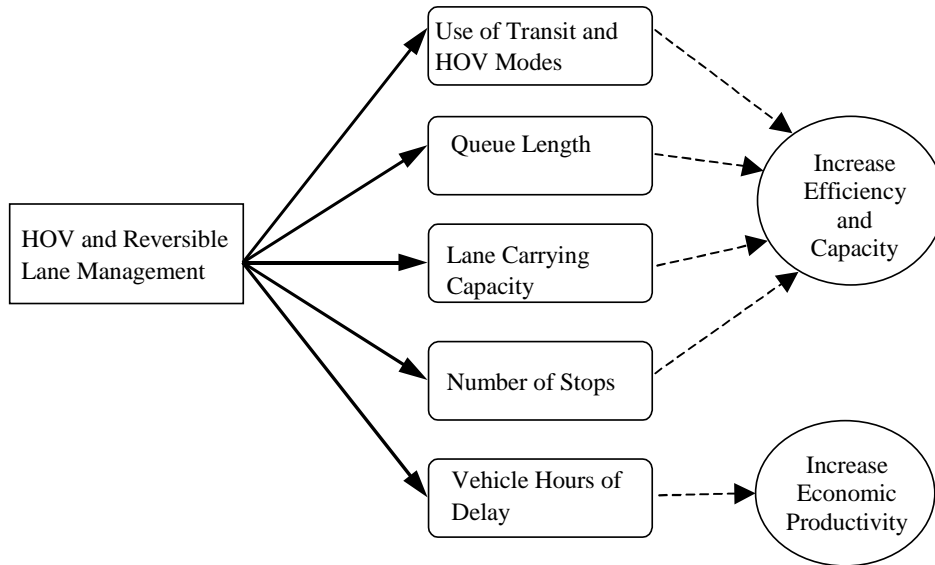 Use of Transit and
HOV Modes
Queue Length
Increase
Efficiency
and
Capacity
HOV and Reversible
Lane Management
Lane Carrying
Capacity
Number of Stops
Vehicle Hours of
Delay
Increase
Economic
Productivity